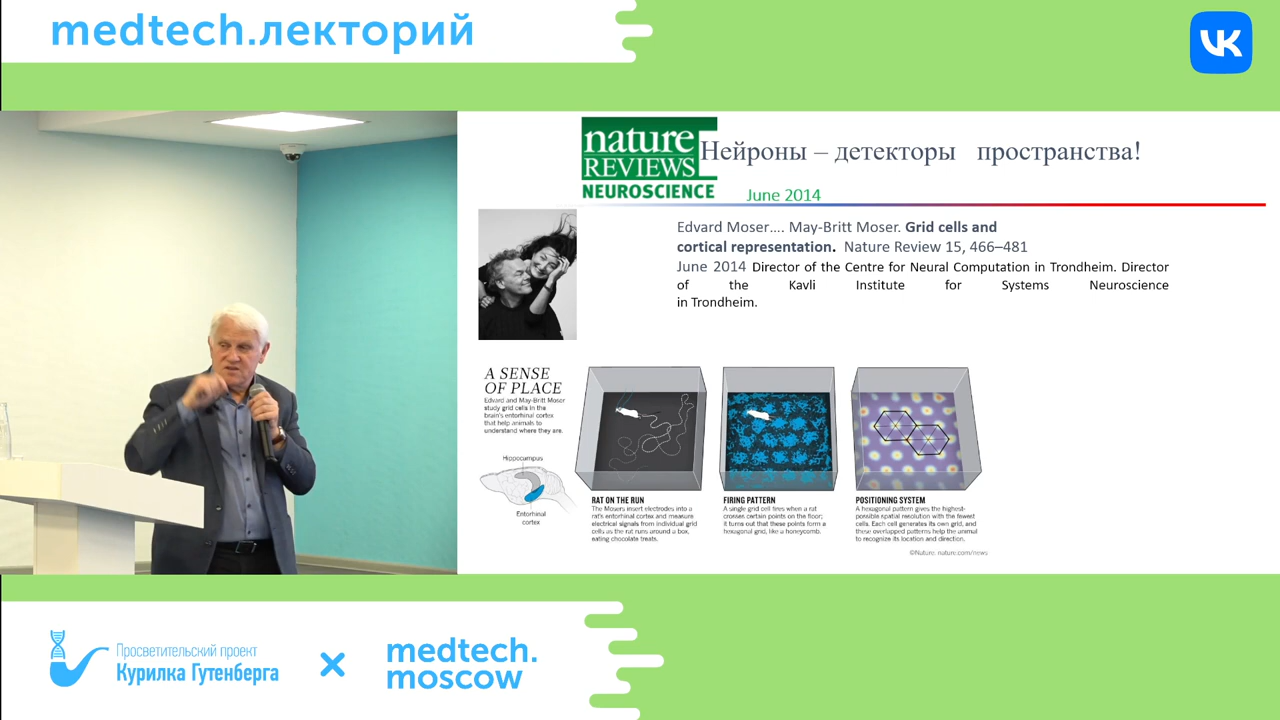 medtech.лекторий
VK
nature
REVIEWS
NEUROSCIENCE
Нейроны – детекторы пространства!
June 2014
Edvard Moser…. May-Britt Moser. Grid cells and
cortical representation. Nature Review 15, 466–481
June 2014 Director of the Centre for Neural Computation in Trondheim. Director
of the Kavli Institute for Systems Neuroscience
in Trondheim.
A SENSE
OF PLACE
Edvard and May-Britt Moser
study grid cells in the
brain's entorhinal cortex
that help animals to
understand where they are.
Hippocampus
Entorhinal
cortex
RAT ON THE RUN
The Mosers insert electrodes into a
rat's entorhinal cortex and measure
electrical signals from individual grid
cells as the rat runs around a box,
eating chocolate treats.
FIRING PATTERN
A single grid cell fires when a rat
crosses certain points on the floor;
it turns out that these points form a
hexagonal grid, like a honeycomb.
POSITIONING SYSTEM
A hexagonal pattern gives the highest-
possible spatial resolution with the fewest
cells. Each cell generates its own grid, and
these overlapped patterns help the animal
to recognize its location and direction.
©Nature. nature.com/news
Просветительский проект
Курилка Гутенберга
medtech.
moscow